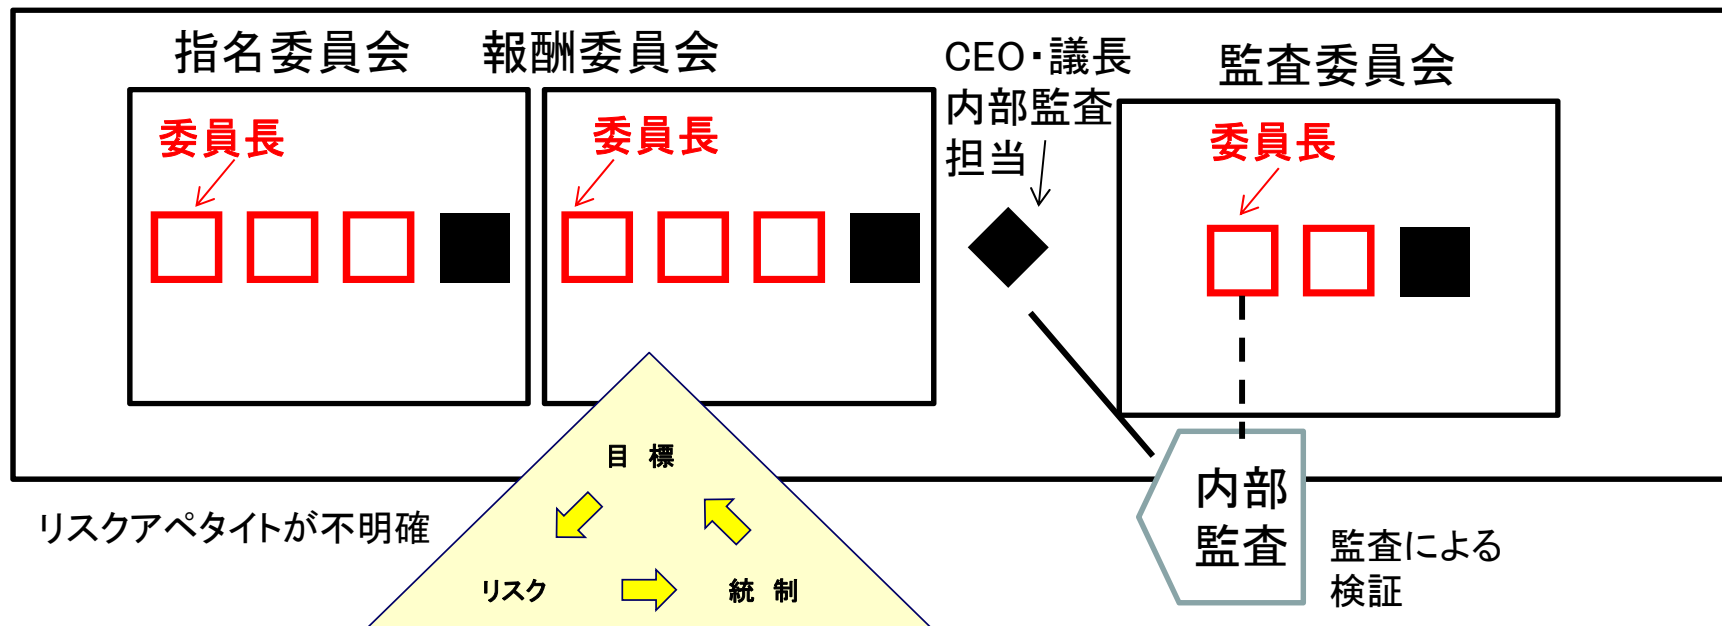 指名委員会
報酬委員会
CEO・議長
内部監査
担当
監査委員会
委員長
委員長
委員長
目 標
リスク
統 制
リスクアペタイトが不明確
内部
監査
監査による
検証